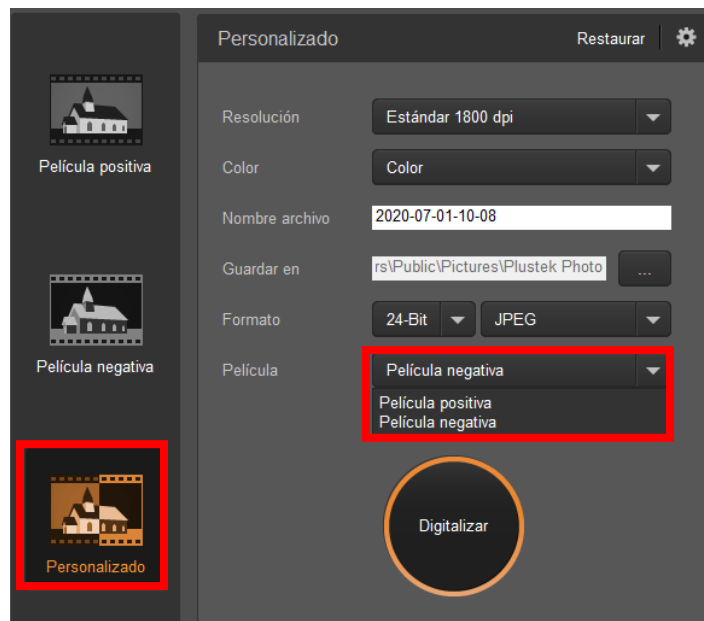 Personalizado
Restaurar
Película positiva
Película negativa
Personalizado
Resolución
Estándar 1800 dpi
Color
Color
Nombre archivo
2020-07-01-10-08
Guardar en
rs\Public\Pictures\Plustek Photo
...
Formato
24-Bit
JPEG
Película
Película negativa
Película positiva
Película negativa
Digitalizar